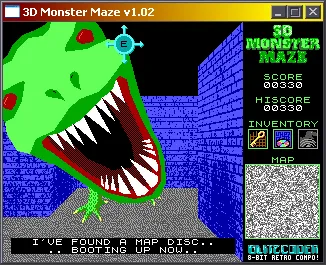 3D Monster Maze v1.02
E
3D
MONSTER
MAZE
SCORE
00330
HISCORE
00330
INVENTORY
MAP
I'VE FOUND A MAP DISC..
.. BOOTING UP NOW..
8-BIT RETRO COMPO!